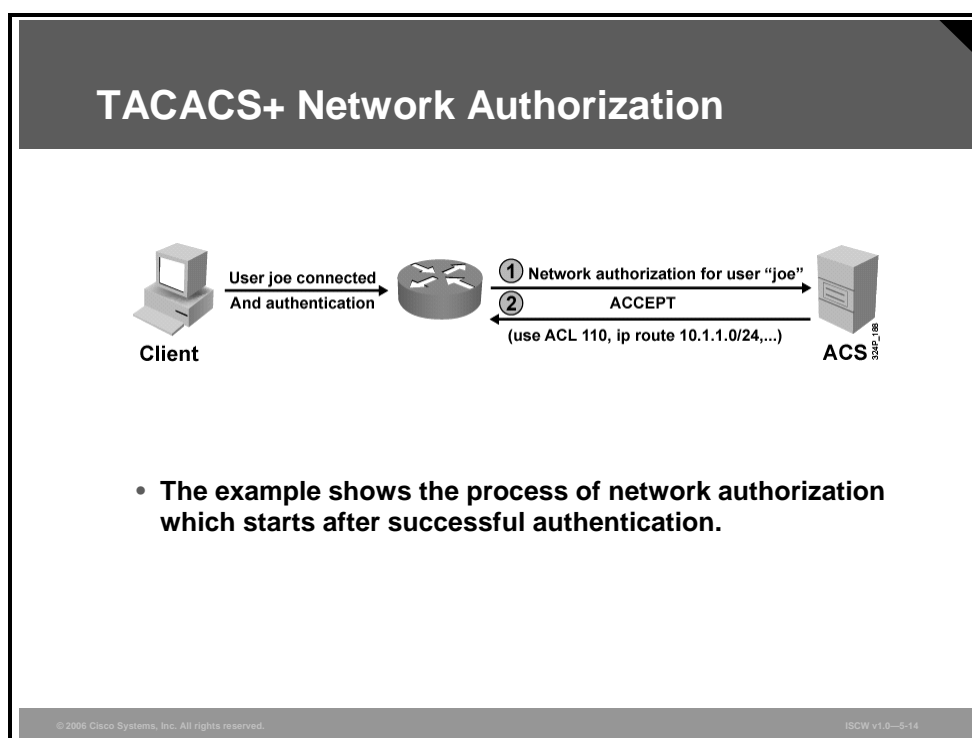 TACACS+ Network Authorization
User joe connected
And authentication
Client
1 Network authorization for user “joe”
2 ACCEPT
(use ACL 110, ip route 10.1.1.0/24,...)
ACS
324P_188
• The example shows the process of network authorization
which starts after successful authentication.
© 2006 Cisco Systems, Inc. All rights reserved.
ISCW v1.0—5-14